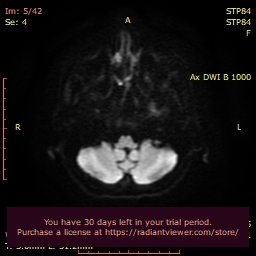 Im: 5/42
Se: 4
A
STP84
STP84
F
Ax DWI B 1000
R
L
You have 30 days left in your trial period.
Purchase a license at https://radiantviewer.com/store/